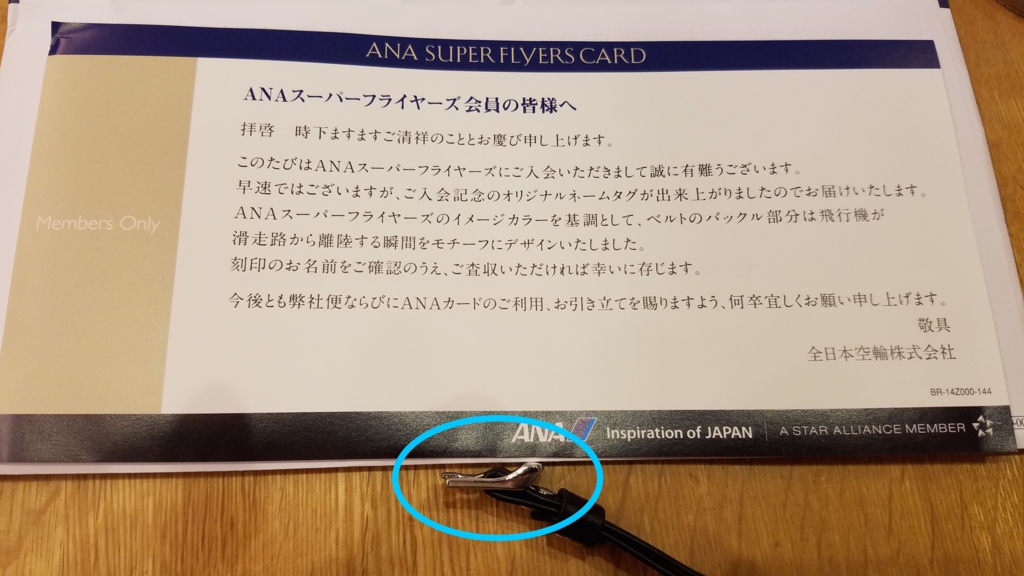 ANA SUPER FLYERS CARD
ANAスーパーフライヤーズ会員の皆様へ
拝啓　時下ますますご清祥のこととお慶び申し上げます。
このたびはANAスーパーフライヤーズにご入会いただきまして誠に有難うございます。
早速ではございますが、ご入会記念のオリジナルネームタグが出来上がりましたのでお届けいたします。
Members Only
ANAスーパーフライヤーズのイメージカラーを基調として、ベルトのバックル部分は飛行機が
滑走路から離陸する瞬間をモチーフにデザインいたしました。
刻印のお名前をご確認のうえ、ご査収いただければ幸いに存じます。
今後とも弊社便ならびにANAカードのご利用、お引き立てを賜りますよう、何卒宜しくお願い申し上げます。
敬具
全日本空輸株式会社
BR-14Z000-144
ANA Inspiration of JAPAN A STAR ALLIANCE MEMBER